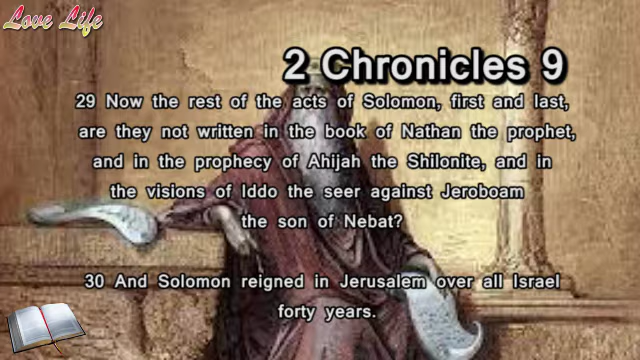 Love Life
2 Chronicles 9
29 Now the rest of the acts of Solomon, first and last,
are they not written in the book of Nathan the prophet,
and in the prophecy of Ahijah the Shilonite, and in
the visions of Iddo the seer against Jeroboam
the son of Nebat?
30 And Solomon reigned in Jerusalem over all Israel
forty years.